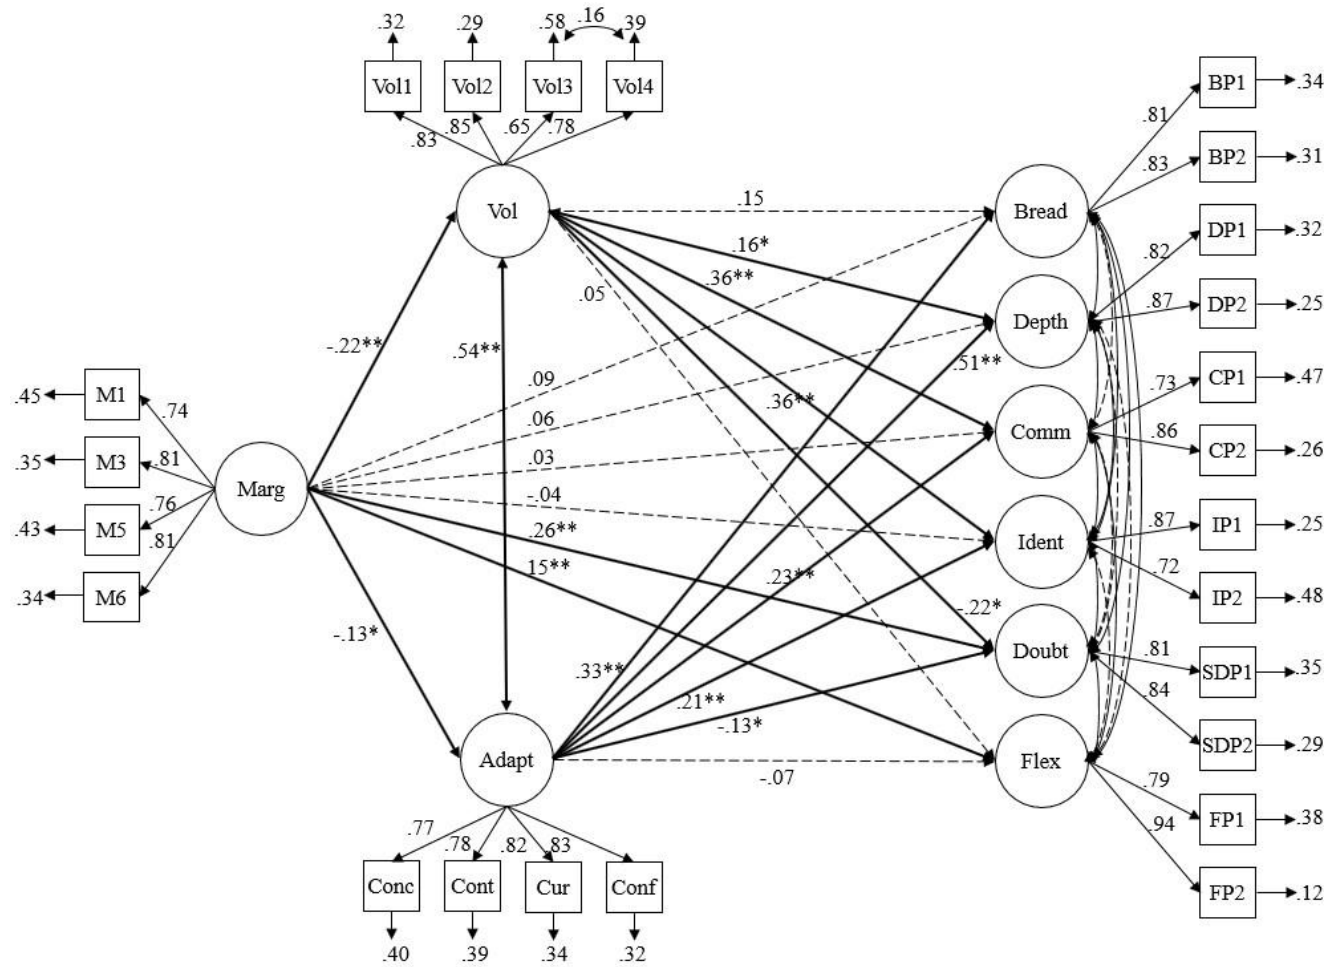 .32
.29
.58
.16
.39
Vol1
Vol2
Vol3
Vol4
.83
.85
.65
.78
Vol
.15
.16*
.36**
.05
-.22**
.54**
.09
.51**
.36**
.06
.03
-.04
.26**
.15**
.23**
-.22*
-.13*
.33**
.21**
-.13*
-.07
.45
M1
.74
.35
M3
.81
.43
M5
.76
.34
M6
.81
Marg
Adapt
.77
.78
.82
.83
Conc
Cont
Cur
Conf
.40
.39
.34
.32
Bread
Depth
Comm
Ident
Doubt
Flex
.81
BP1
.34
.83
BP2
.31
.82
DP1
.32
.87
DP2
.25
.73
CP1
.47
.86
CP2
.26
.87
IP1
.25
.72
IP2
.48
.81
SDP1
.35
.84
SDP2
.29
.79
FP1
.38
.94
FP2
.12